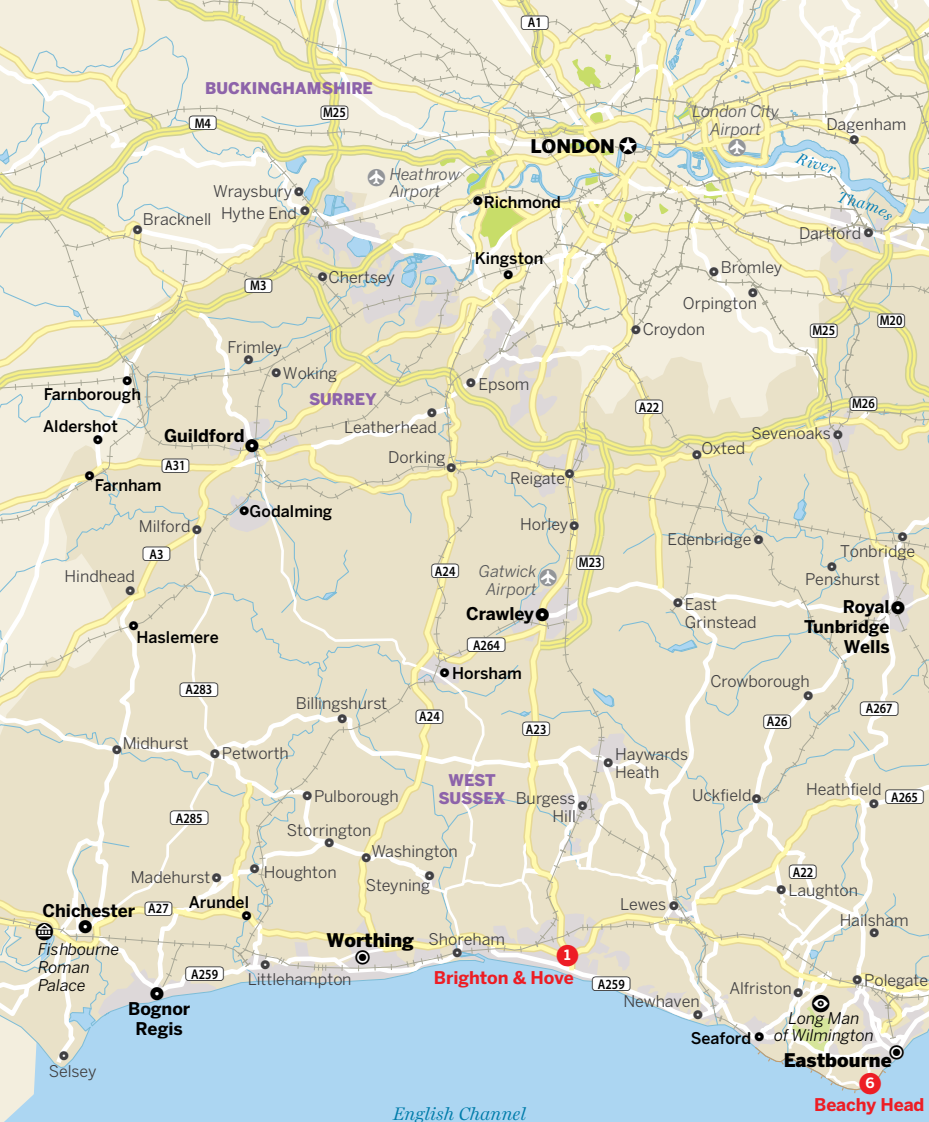 A1
BUCKINGHAMSHIRE
M25
London City
Airport
M4
Dagenham
LONDON
River
Thames
Heathrow
Airport
Wraysbury
Richmond
Hythe End
Bracknell
Dartford
Kingston
Bromley
Chertsey
M3
Orpington
M20
Croydon
M25
Frimley
Woking
Farnborough
Epsom
SURREY
M26
A22
Aldershot
Leatherhead
Guildford
Sevenoaks
Oxted
Dorking
A31
Reigate
Farnham
Godalming
Milford
Horley
Edenbridge
Tonbridge
A3
M23
A24
Gatwick
Airport
Hindhead
Penshurst
East
Grinstead
Royal
Tunbridge
Wells
Crawley
Haslemere
A264
Horsham
Crowborough
A283
Billingshurst
A24
A267
A26
A23
Midhurst
Petworth
Haywards
Heath
WEST
SUSSEX
Pulborough
Burgess
Hill
Uckfield
Heathfield
A265
A285
Storrington
Washington
Houghton
A22
Madehurst
Steyning
Laughton
Arundel
Lewes
Chichester
A27
Hailsham
Worthing
Shoreham
Fishbourne
Roman
Palace
1
Brighton & Hove
A259
Littlehampton
A259
Polegate
Alfriston
Newhaven
Bognor
Regis
Long Man
of Wilmington
Seaford
Eastbourne
Selsey
6
Beachy Head
English Channel